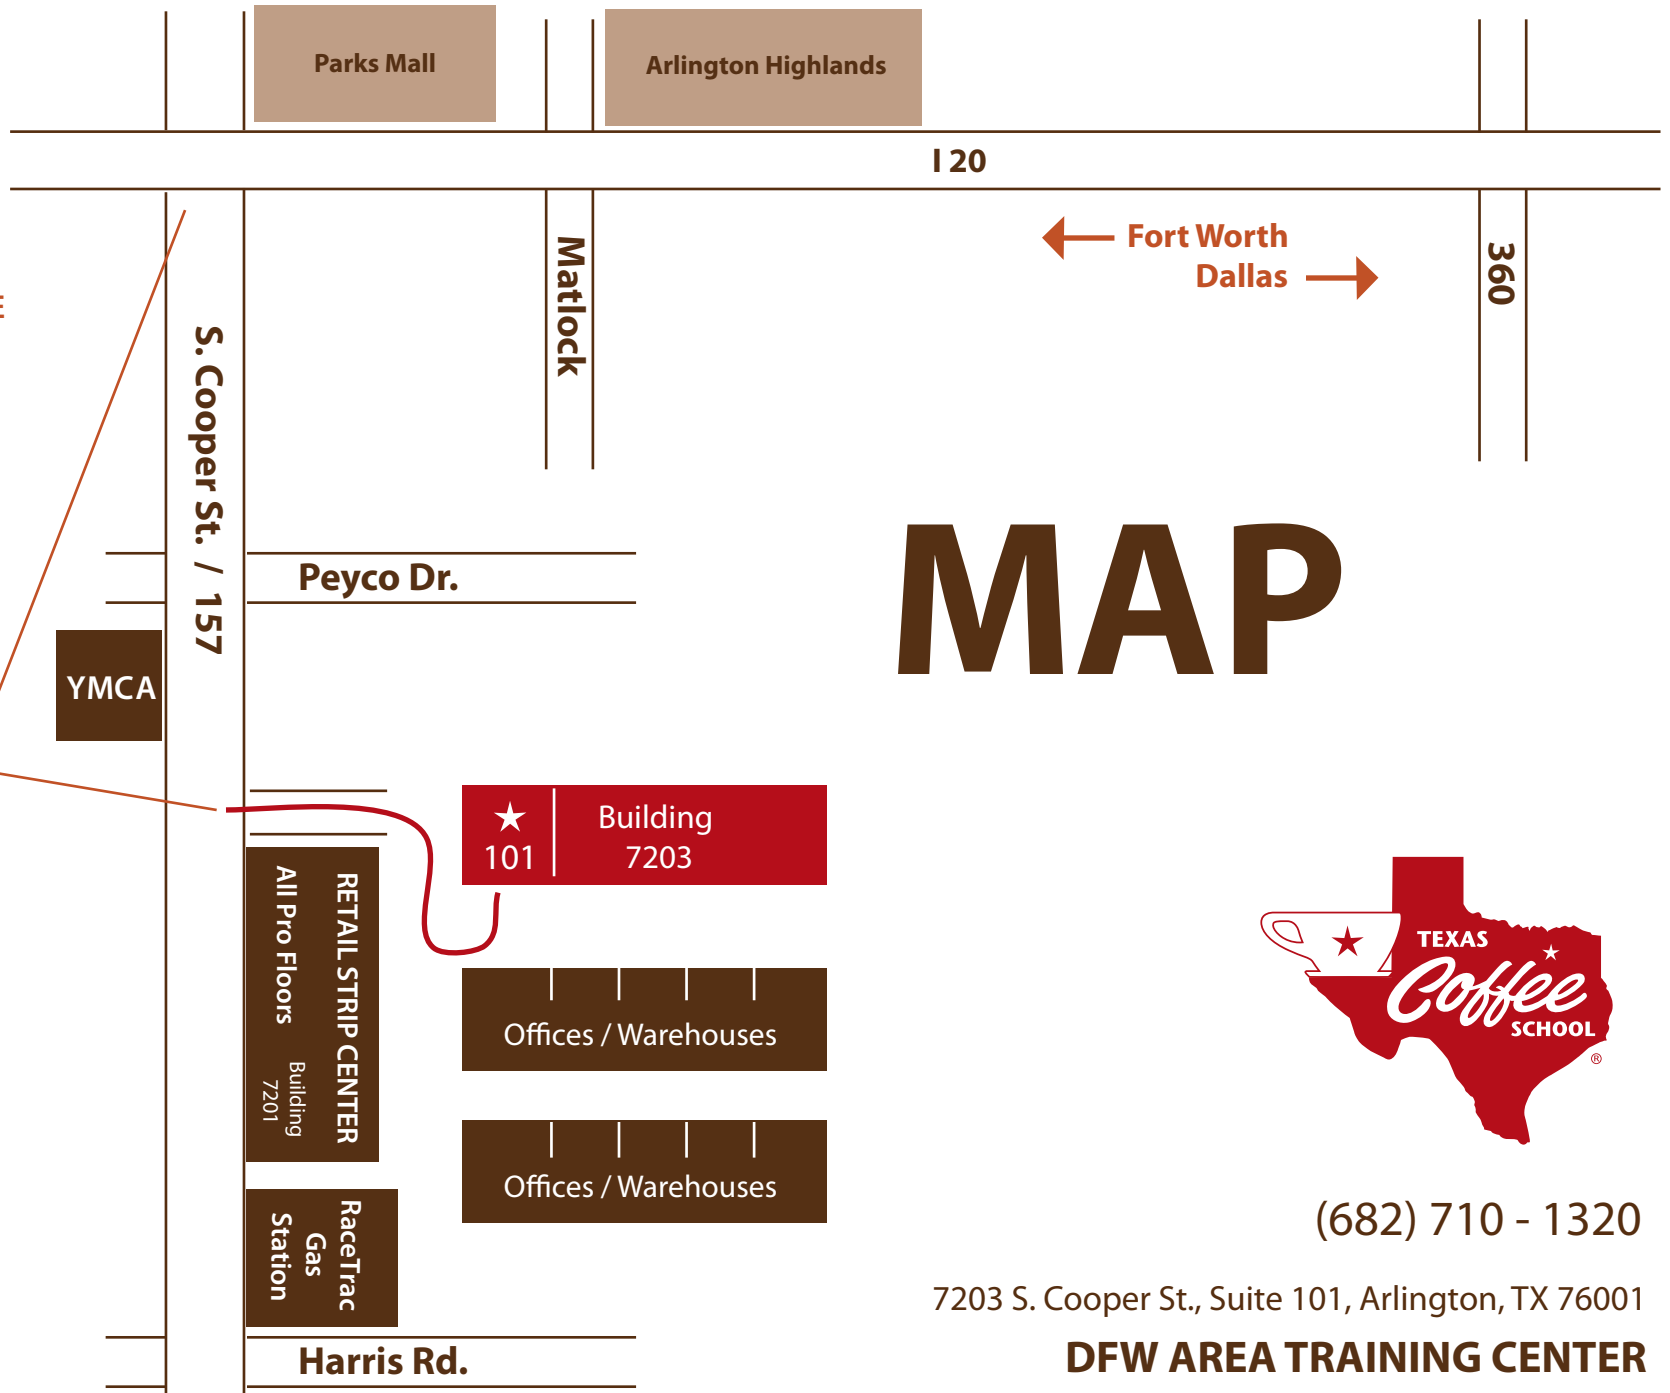 Parks Mall
Arlington Highlands
I 20
Fort Worth
Dallas
360
Matlock
S. Cooper St. / 157
MAP
Peyco Dr.
YMCA
★
101
Building
7203
RETAIL STRIP CENTER
All Pro Floors
Building
7201
Offices / Warehouses
Offices / Warehouses
RaceTrac
Gas
Station
Harris Rd.
TEXAS
Coffee
SCHOOL
®
(682) 710 - 1320
7203 S. Cooper St., Suite 101, Arlington, TX 76001
DFW AREA TRAINING CENTER